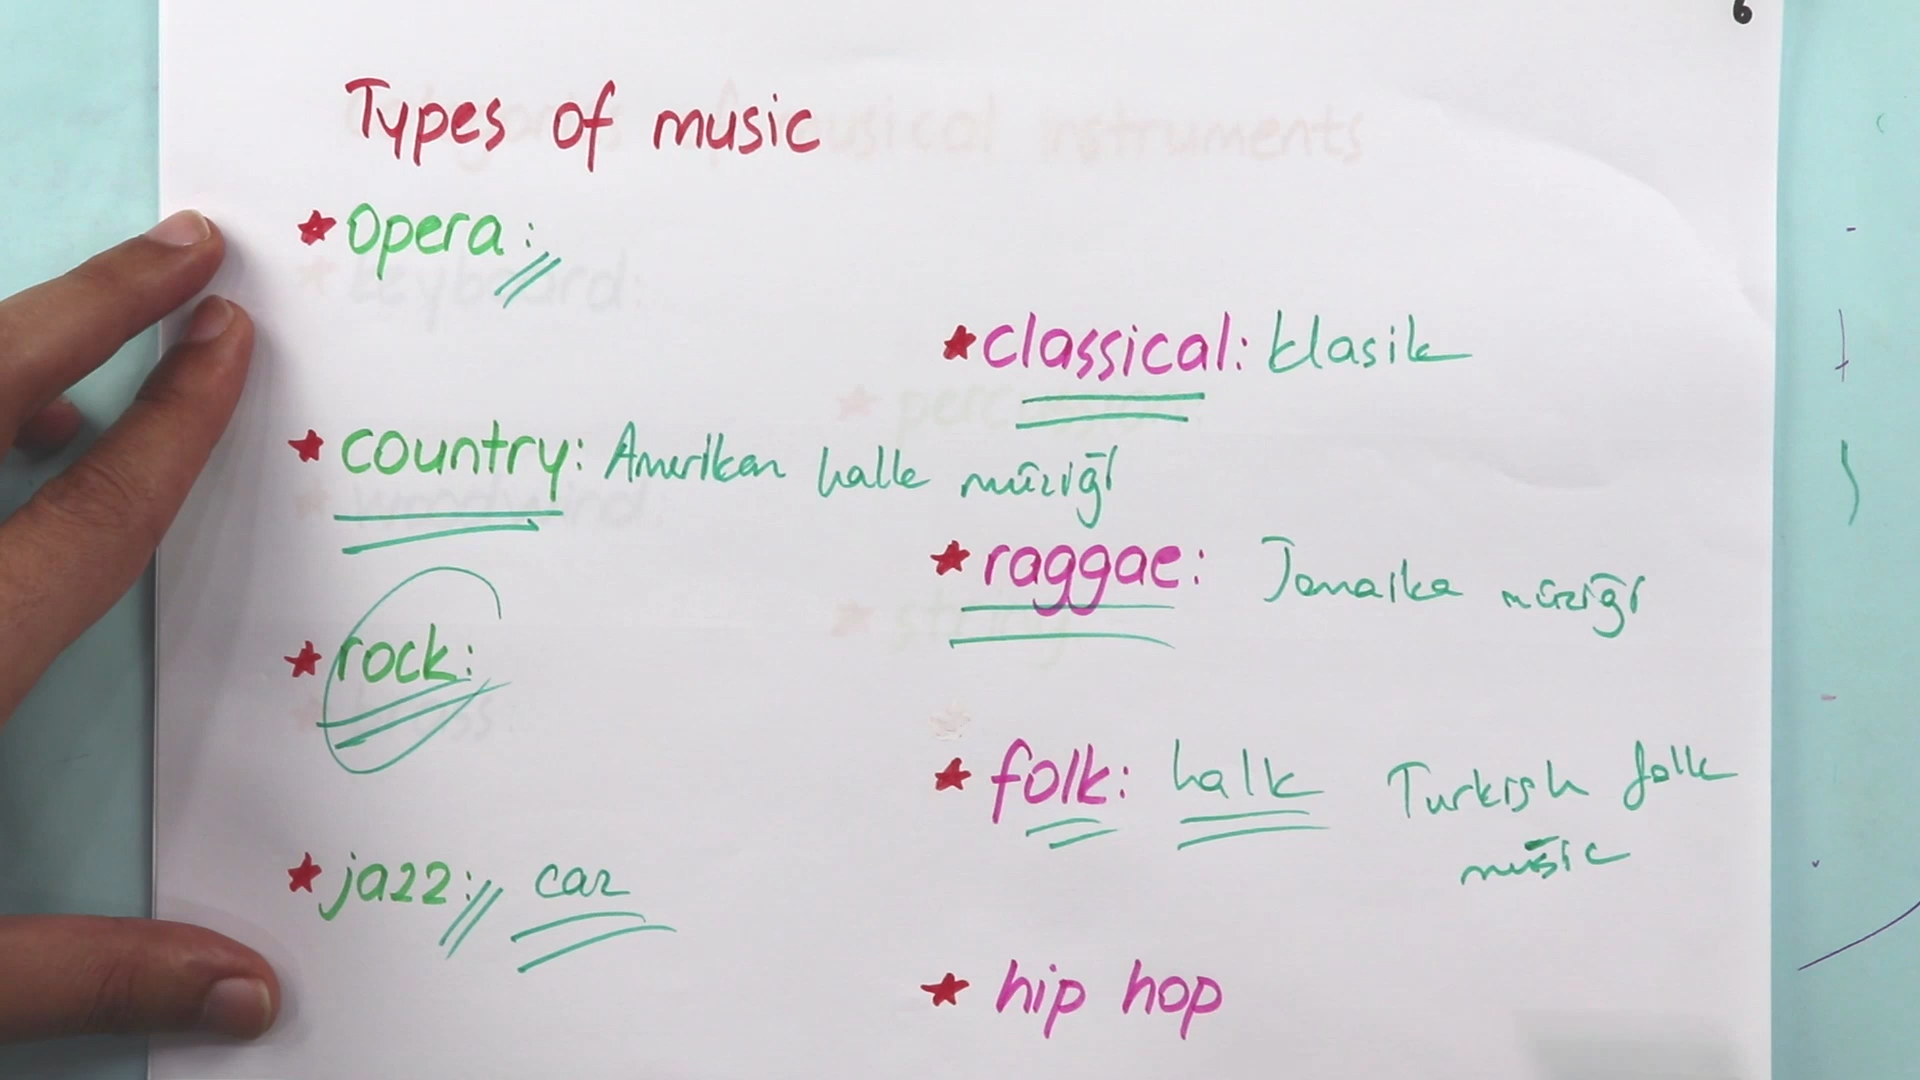 6
Types of music
Opera:
classical: klasik
country: Amerikan halk müziği
raggae: Jamaika müziği
rock:
folk: halk Turkish folk
music
jazz: caz
hip hop